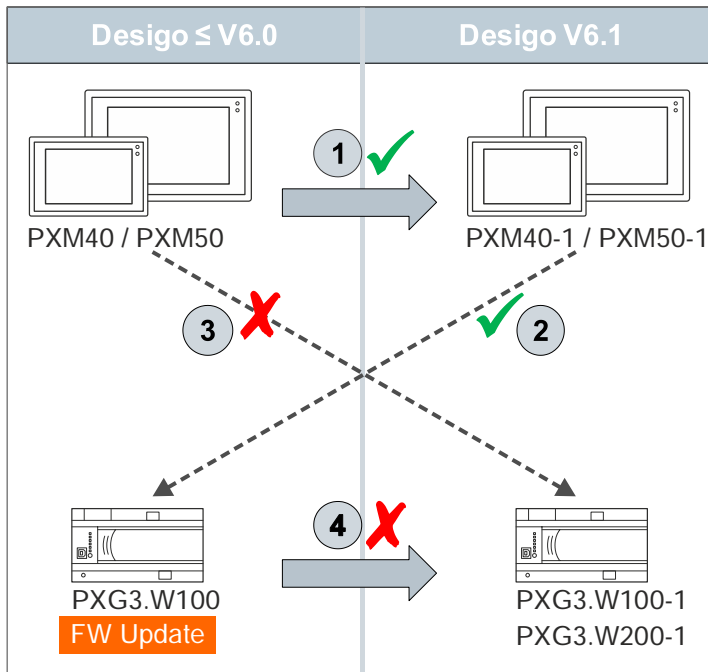 Desigo ≤ V6.0
Desigo V6.1
1
PXM40 / PXM50
PXM40-1 / PXM50-1
3
2
4
PXG3.W100
PXG3.W100-1
FW Update
PXG3.W200-1